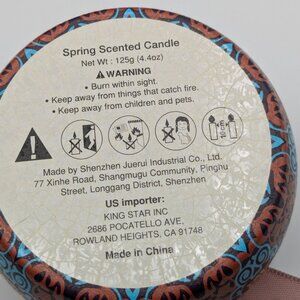 Spring Scented Candle
Net Wt : 125g (4.4oz)
⚠ WARNING
• Burn within sight.
• Keep away from things that catch fire.
• Keep away from children and pets.
Made by Shenzhen Juerui Industrial Co., Ltd.
77 Xinhe Road, Shangmugu Community, Pinghu
Street, Longgang District, Shenzhen
US importer:
KING STAR INC
2686 POCATELLO AVE,
ROWLAND HEIGHTS, CA 91748
Made in China